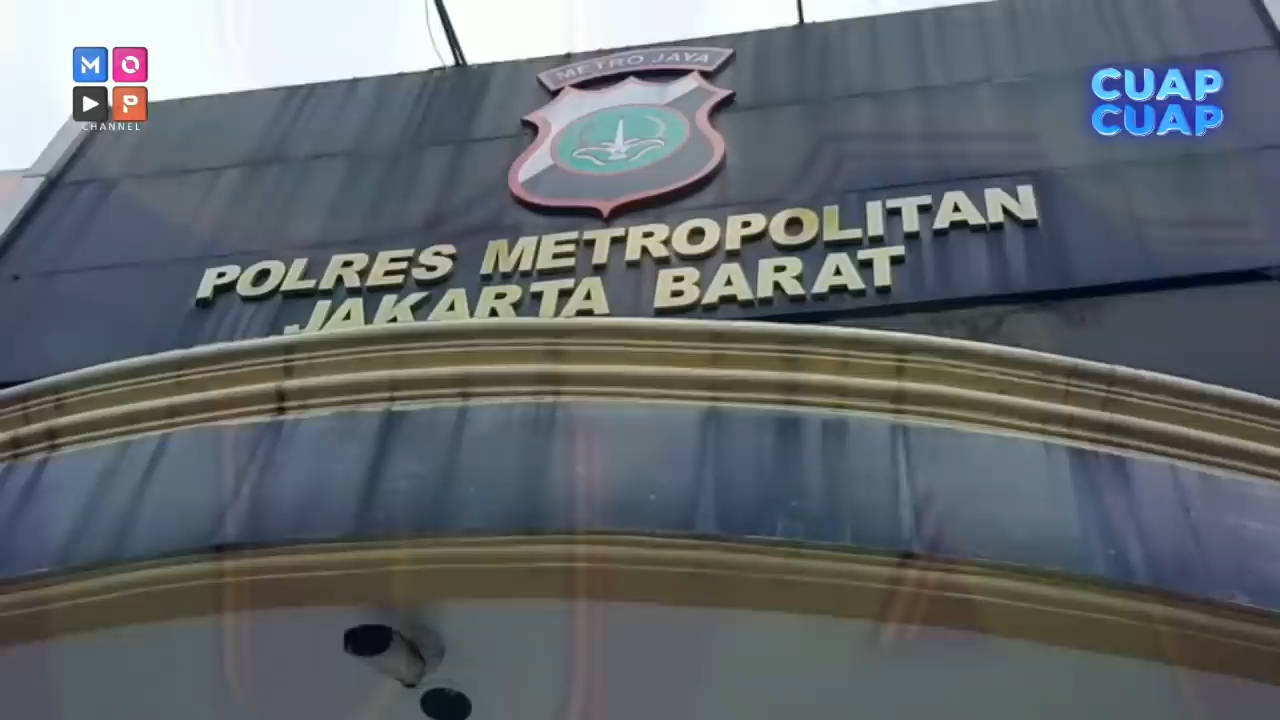 M O
P
CHANNEL
CUAP
CUAP
METRO JAYA
POLRES METROPOLITAN
JAKARTA BARAT